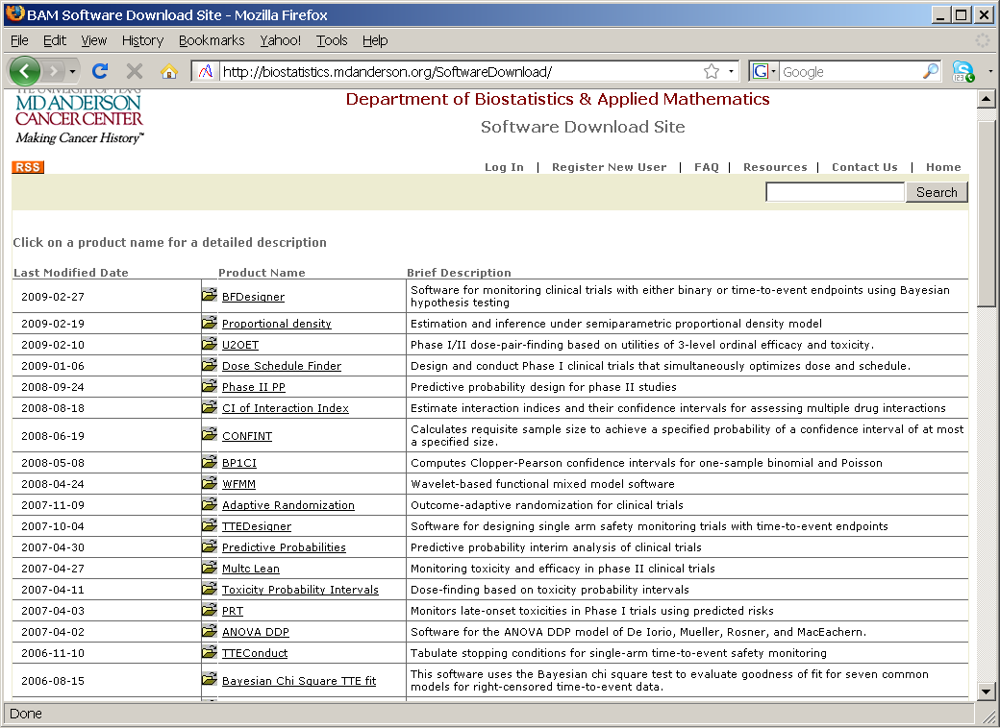 BAM Software Download Site - Mozilla Firefox
File Edit View History Bookmarks Yahoo! Tools Help
http://biostatistics.mdanderson.org/SoftwareDownload/
G Google
THE UNIVERSITY OF TEXAS
MD ANDERSON
CANCER CENTER
Making Cancer History™
Department of Biostatistics & Applied Mathematics
Software Download Site
RSS
Log In | Register New User | FAQ | Resources | Contact Us | Home
Search
Click on a product name for a detailed description
Last Modified Date Product Name Brief Description
2009-02-27 BFDesigner Software for monitoring clinical trials with either binary or time-to-event endpoints using Bayesian
hypothesis testing
2009-02-19 Proportional density Estimation and inference under semiparametric proportional density model
2009-02-10 U2OET Phase I/II dose-pair-finding based on utilities of 3-level ordinal efficacy and toxicity.
2009-01-06 Dose Schedule Finder Design and conduct Phase I clinical trials that simultaneously optimizes dose and schedule.
2008-09-24 Phase II PP Predictive probability design for phase II studies
2008-08-18 CI of Interaction Index Estimate interaction indices and their confidence intervals for assessing multiple drug interactions
2008-06-19 CONFINT Calculates requisite sample size to achieve a specified probability of a confidence interval of at most
a specified size.
2008-05-08 BP1CI Computes Clopper-Pearson confidence intervals for one-sample binomial and Poisson
2008-04-24 WFMM Wavelet-based functional mixed model software
2007-11-09 Adaptive Randomization Outcome-adaptive randomization for clinical trials
2007-10-04 TTEDesigner Software for designing single arm safety monitoring trials with time-to-event endpoints
2007-04-30 Predictive Probabilities Predictive probability interim analysis of clinical trials
2007-04-27 Multc Lean Monitoring toxicity and efficacy in phase II clinical trials
2007-04-11 Toxicity Probability Intervals Dose-finding based on toxicity probability intervals
2007-04-03 PRT Monitors late-onset toxicities in Phase I trials using predicted risks
2007-04-02 ANOVA DDP Software for the ANOVA DDP model of De Iorio, Mueller, Rosner, and MacEachern.
2006-11-10 TTEConduct Tabulate stopping conditions for single-arm time-to-event safety monitoring
2006-08-15 Bayesian Chi Square TTE fit This software uses the Bayesian chi square test to evaluate goodness of fit for seven common
models for right-censored time-to-event data.
Done